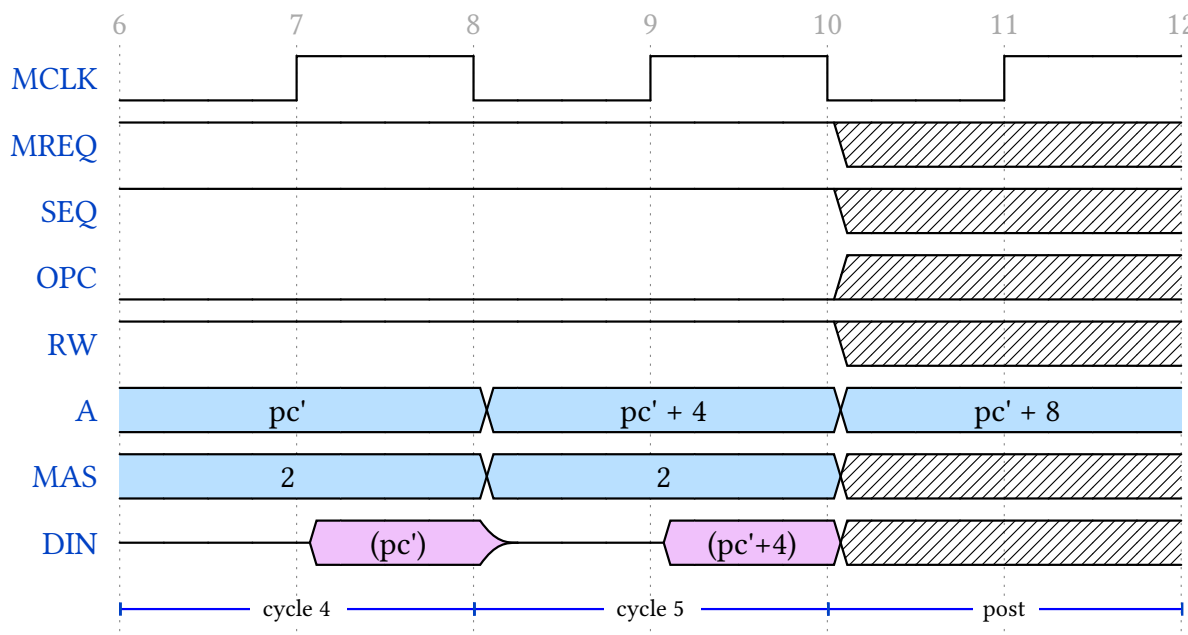 6 7 8 9 10 11 12
MCLK
MREQ
SEQ
OPC
RW
A pc' pc' + 4 pc' + 8
MAS 2 2
DIN (pc') (pc'+4)
cycle 4 cycle 5 post